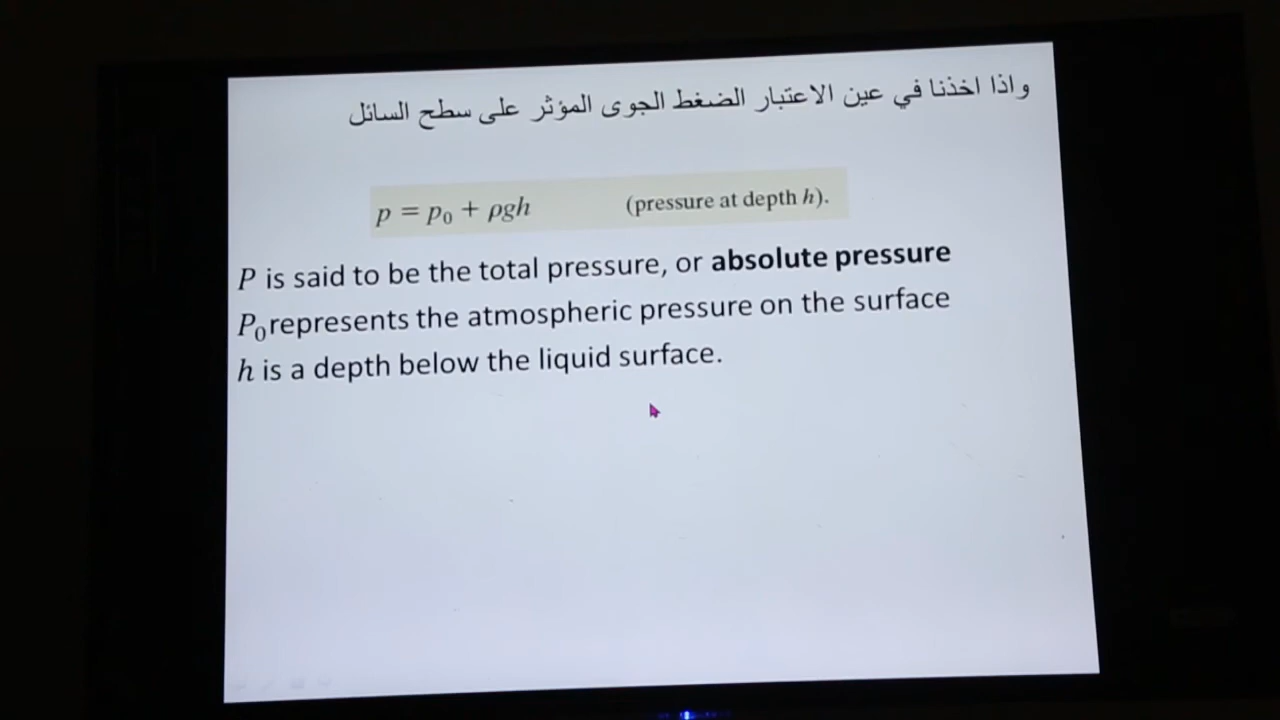 واذا اخذنا في عين الاعتبار الضغط الجوى المؤثر على سطح السائل
p = p₀ + ρgh (pressure at depth h).
P is said to be the total pressure, or absolute pressure
P₀ represents the atmospheric pressure on the surface
h is a depth below the liquid surface.